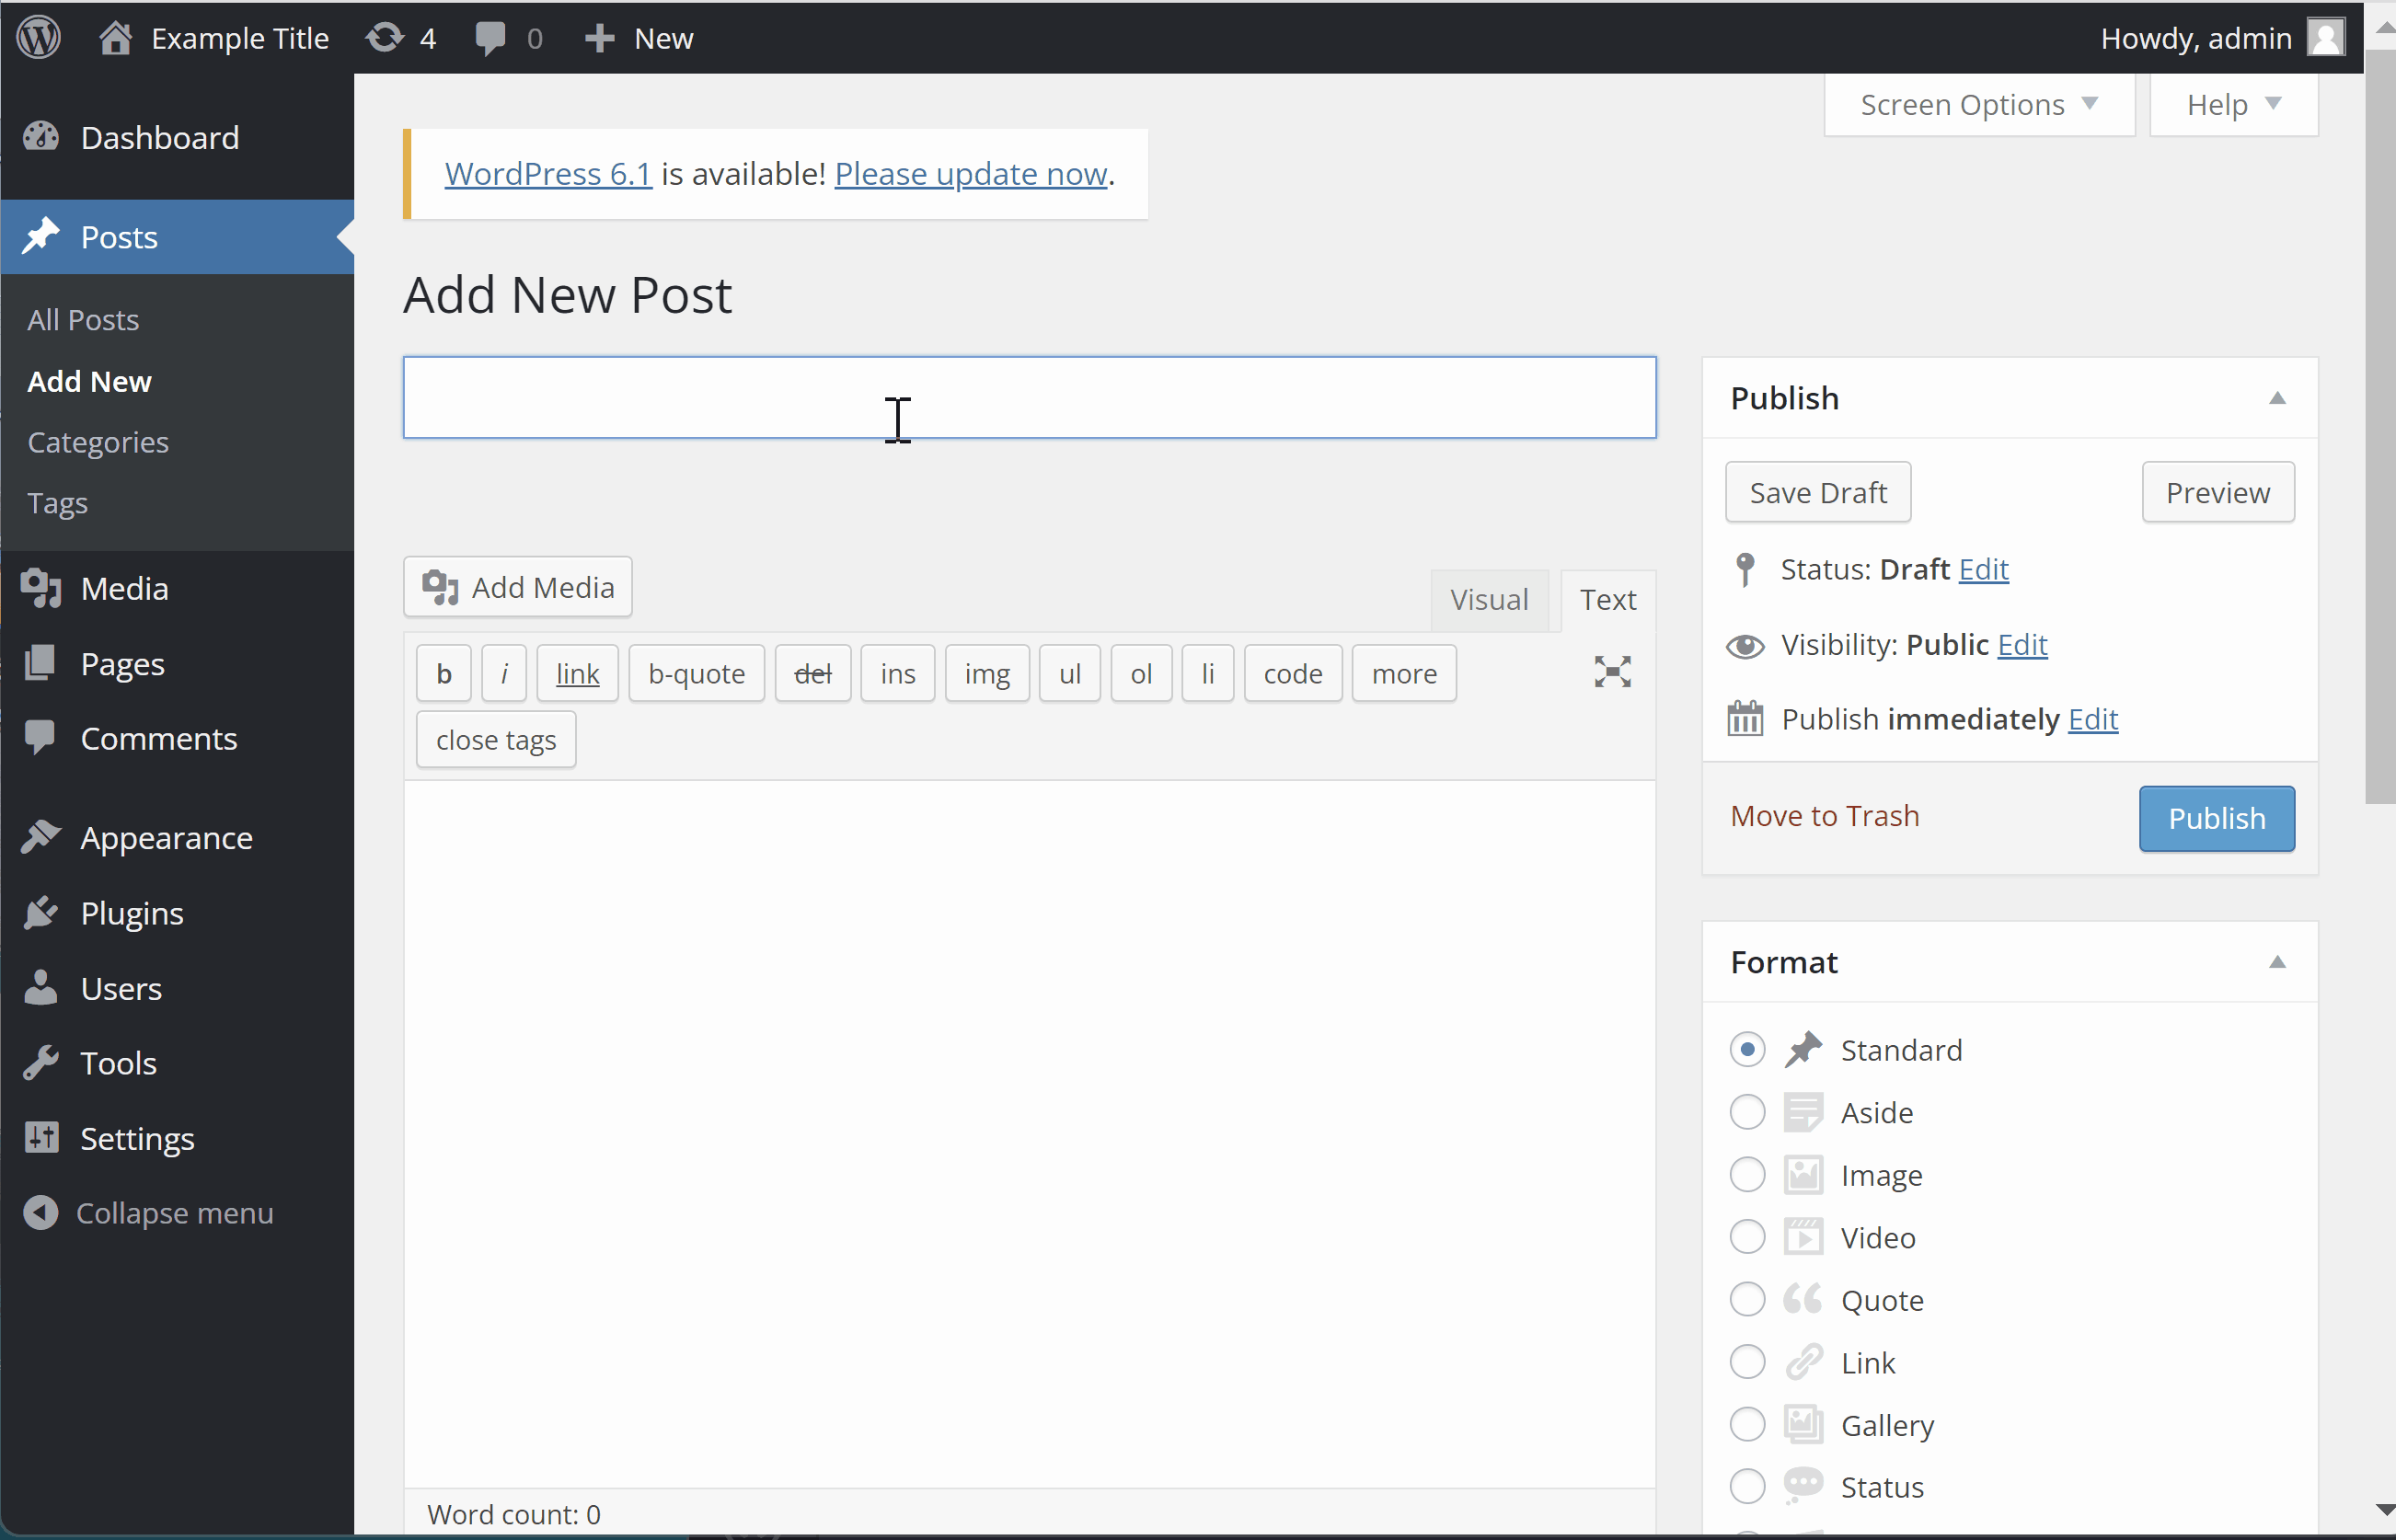 Example Title 4 0 New Howdy, admin
Dashboard
Posts
All Posts
Add New
Categories
Tags
Media
Pages
Comments
Appearance
Plugins
Users
Tools
Settings
Collapse menu
Screen Options Help
WordPress 6.1 is available! Please update now.
Add New Post
Add Media
Visual Text
b i link b-quote del ins img ul ol li code more
close tags
Word count: 0
Publish
Save Draft Preview
Status: Draft Edit
Visibility: Public Edit
Publish immediately Edit
Move to Trash Publish
Format
Standard
Aside
Image
Video
Quote
Link
Gallery
Status